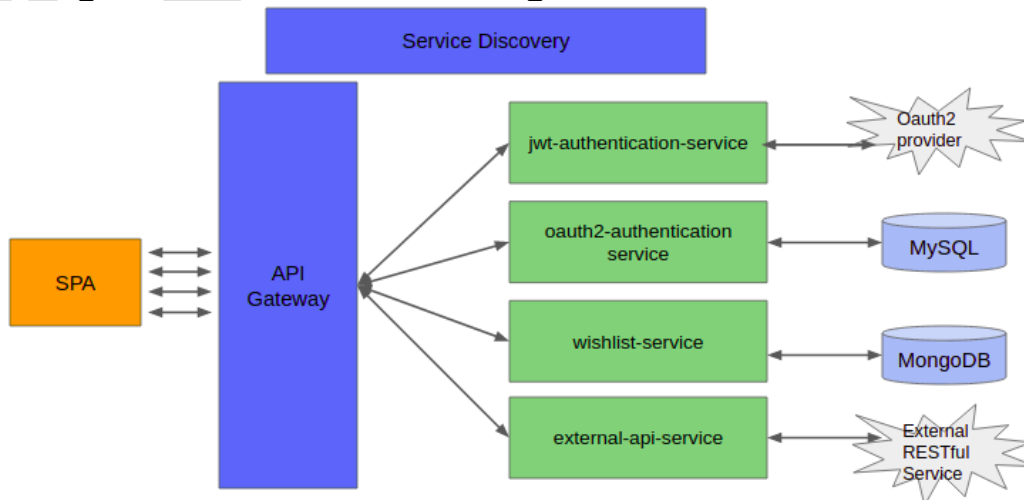 Service Discovery
SPA
API
Gateway
jwt-authentication-service
oauth2-authentication
service
wishlist-service
external-api-service
Oauth2
provider
MySQL
MongoDB
External
RESTful
Service